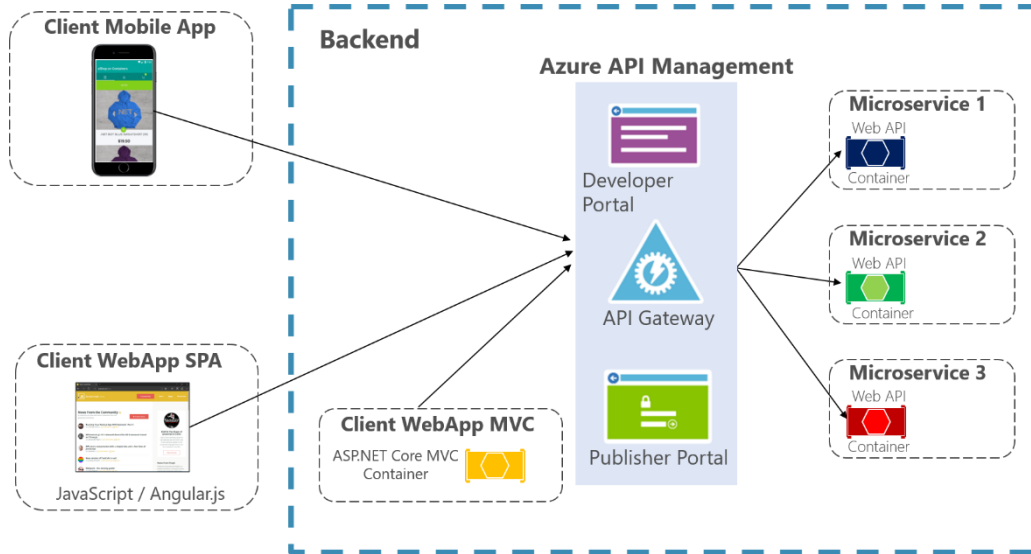 Client Mobile App
.NET
Backend
Azure API Management
Developer
Portal
API Gateway
Publisher Portal
Microservice 1
Web API
Container
Microservice 2
Web API
Container
Microservice 3
Web API
Container
Client WebApp SPA
JavaScript / Angular.js
Client WebApp MVC
ASP.NET Core MVC
Container